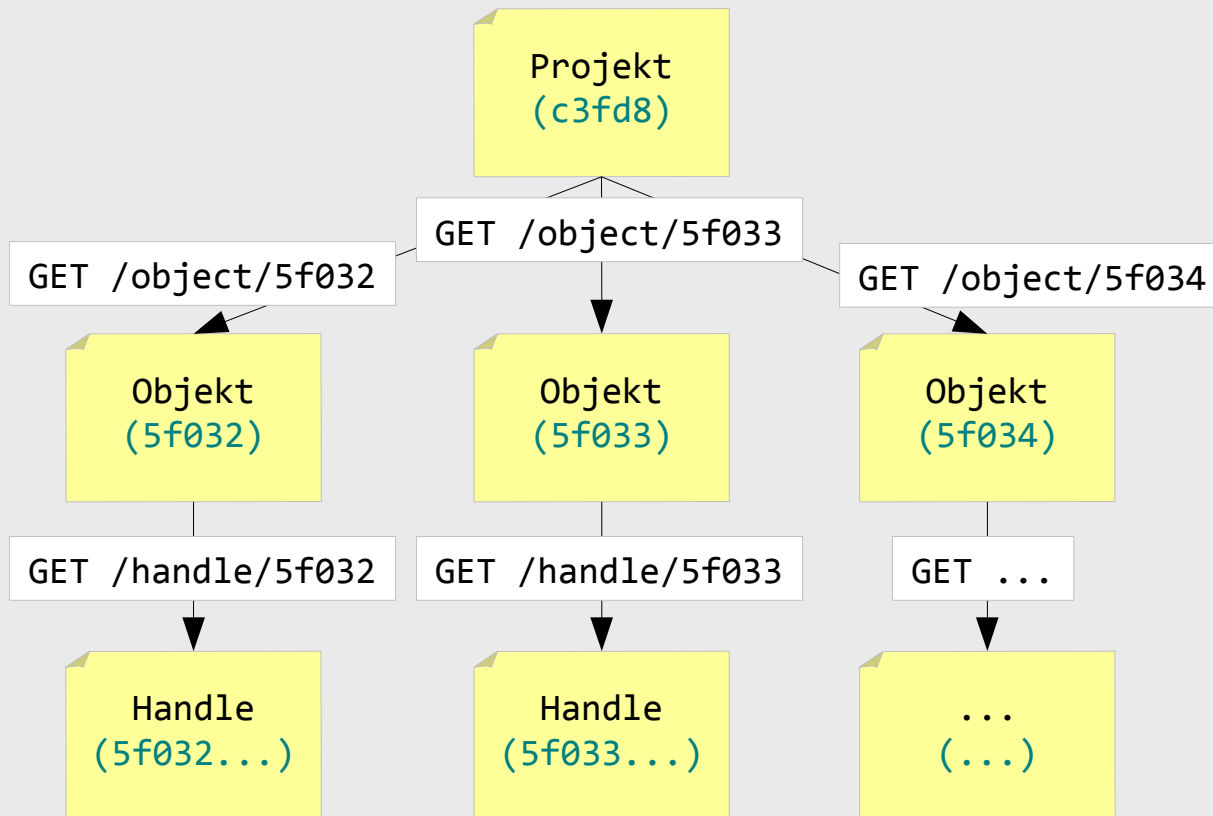 Projekt
(c3fd8)
GET /object/5f033
GET /object/5f032
GET /object/5f034
Objekt
(5f032)
Objekt
(5f033)
Objekt
(5f034)
GET /handle/5f032
GET /handle/5f033
GET ...
Handle
(5f032...)
Handle
(5f033...)
...
(...)